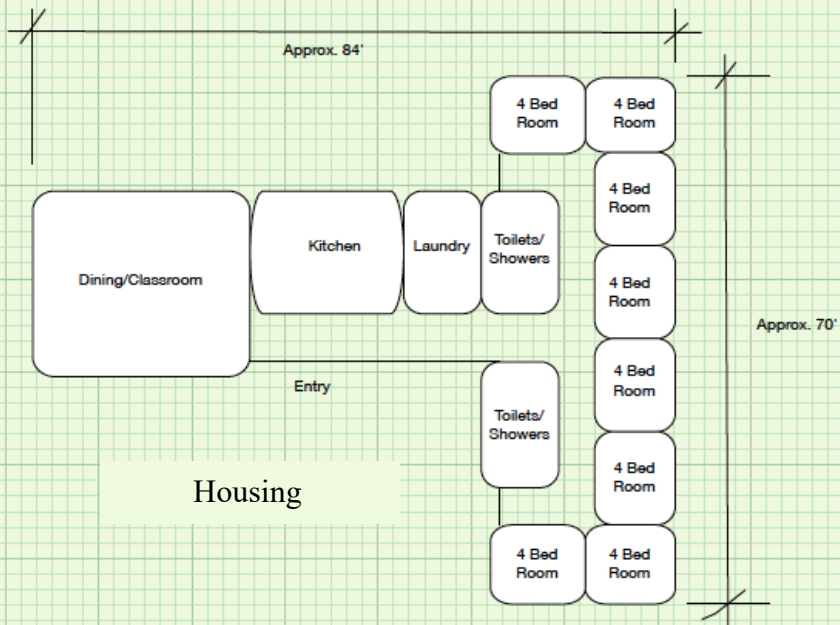 Approx. 84'
4 Bed
Room
4 Bed
Room
4 Bed
Room
Dining/Classroom
Kitchen
Laundry
Toilets/
Showers
4 Bed
Room
Approx. 70'
4 Bed
Room
Entry
Toilets/
Showers
4 Bed
Room
Housing
4 Bed
Room
4 Bed
Room